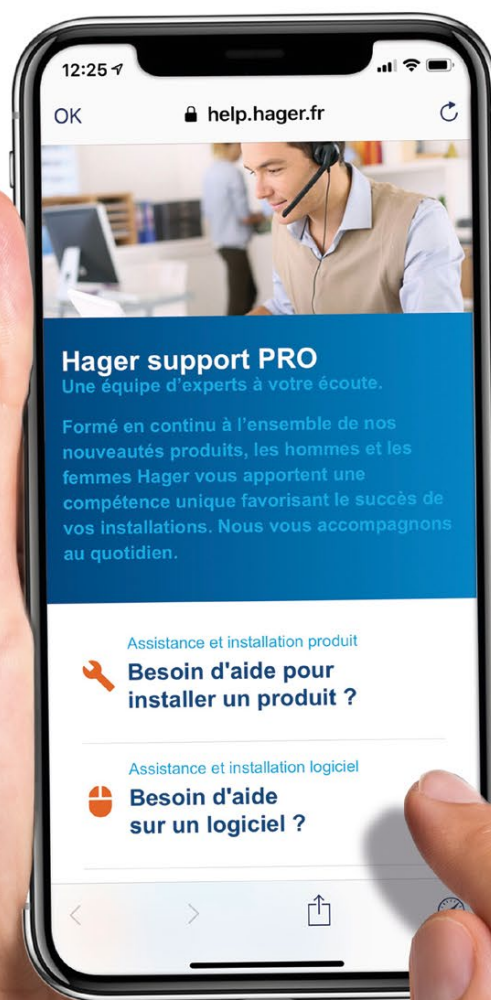 12:25
OK
help.hager.fr
Hager support PRO
Une équipe d'experts à votre écoute.
Formé en continu à l'ensemble de nos
nouveautés produits, les hommes et les
femmes Hager vous apportent une
compétence unique favorisant le succès de
vos installations. Nous vous accompagnons
au quotidien.
Assistance et installation produit
Besoin d'aide pour
installer un produit ?
Assistance et installation logiciel
Besoin d'aide
sur un logiciel ?